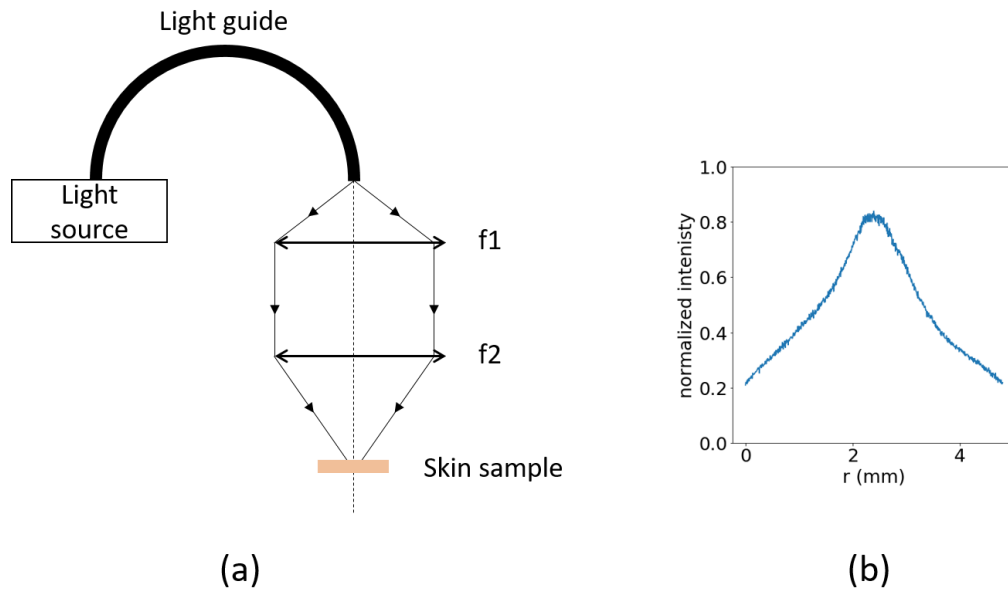 Light guide
Light
source
f1
f2
Skin sample
(a)
1.0
0.8
0.6
0.4
0.2
0.0
normalized intenisty
0
2
4
r (mm)
(b)